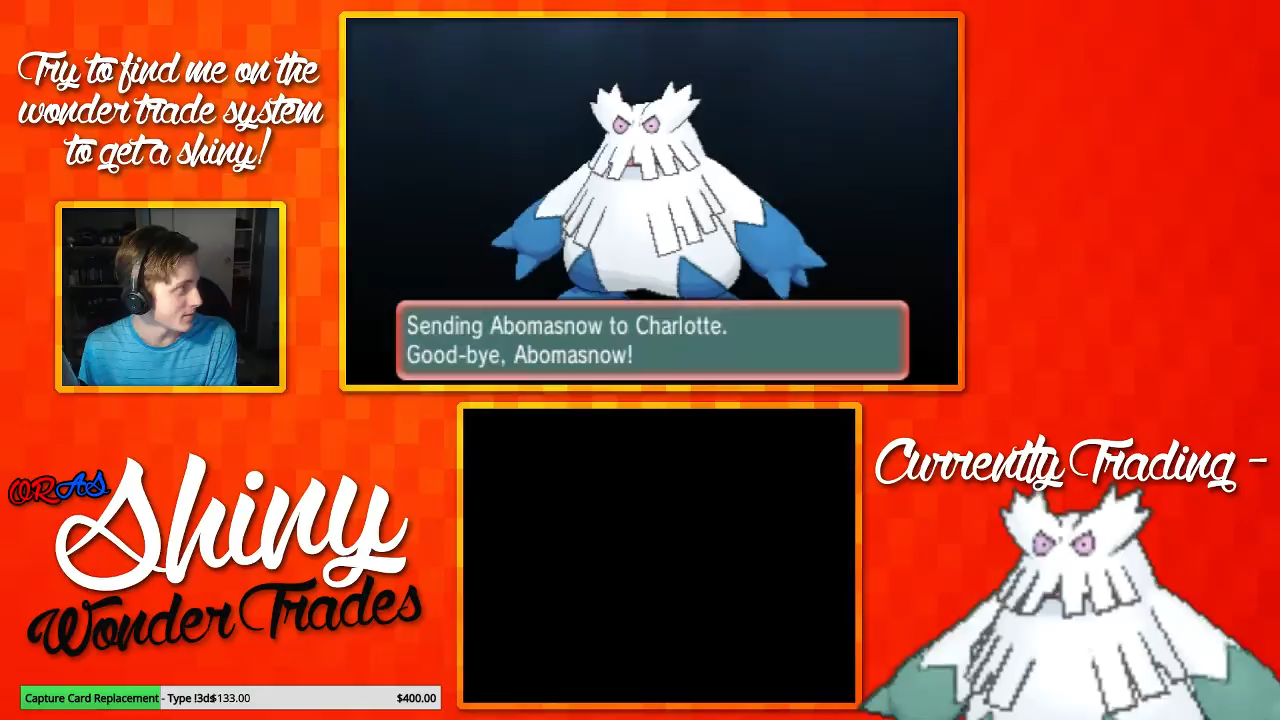 Try to find me on the
wonder trade system
to get a shiny!
Sending Abomasnow to Charlotte.
Good-bye, Abomasnow!
Currently Trading -
ORAS
Shiny
Wonder Trades
Capture Card Replacement - Type !3ds $133.00 $400.00